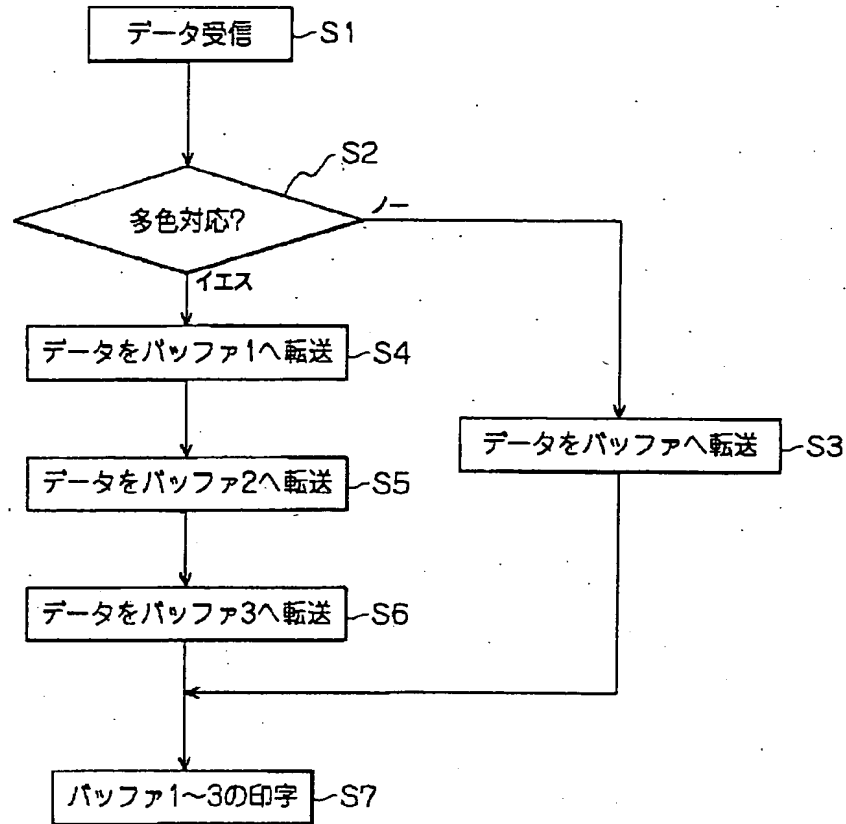 データ受信 S1
S2
多色対応?
ノー
イエス
データをバッファ1へ転送 S4
データをバッファへ転送 S3
データをバッファ2へ転送 S5
データをバッファ3へ転送 S6
バッファ1~3の印字 S7